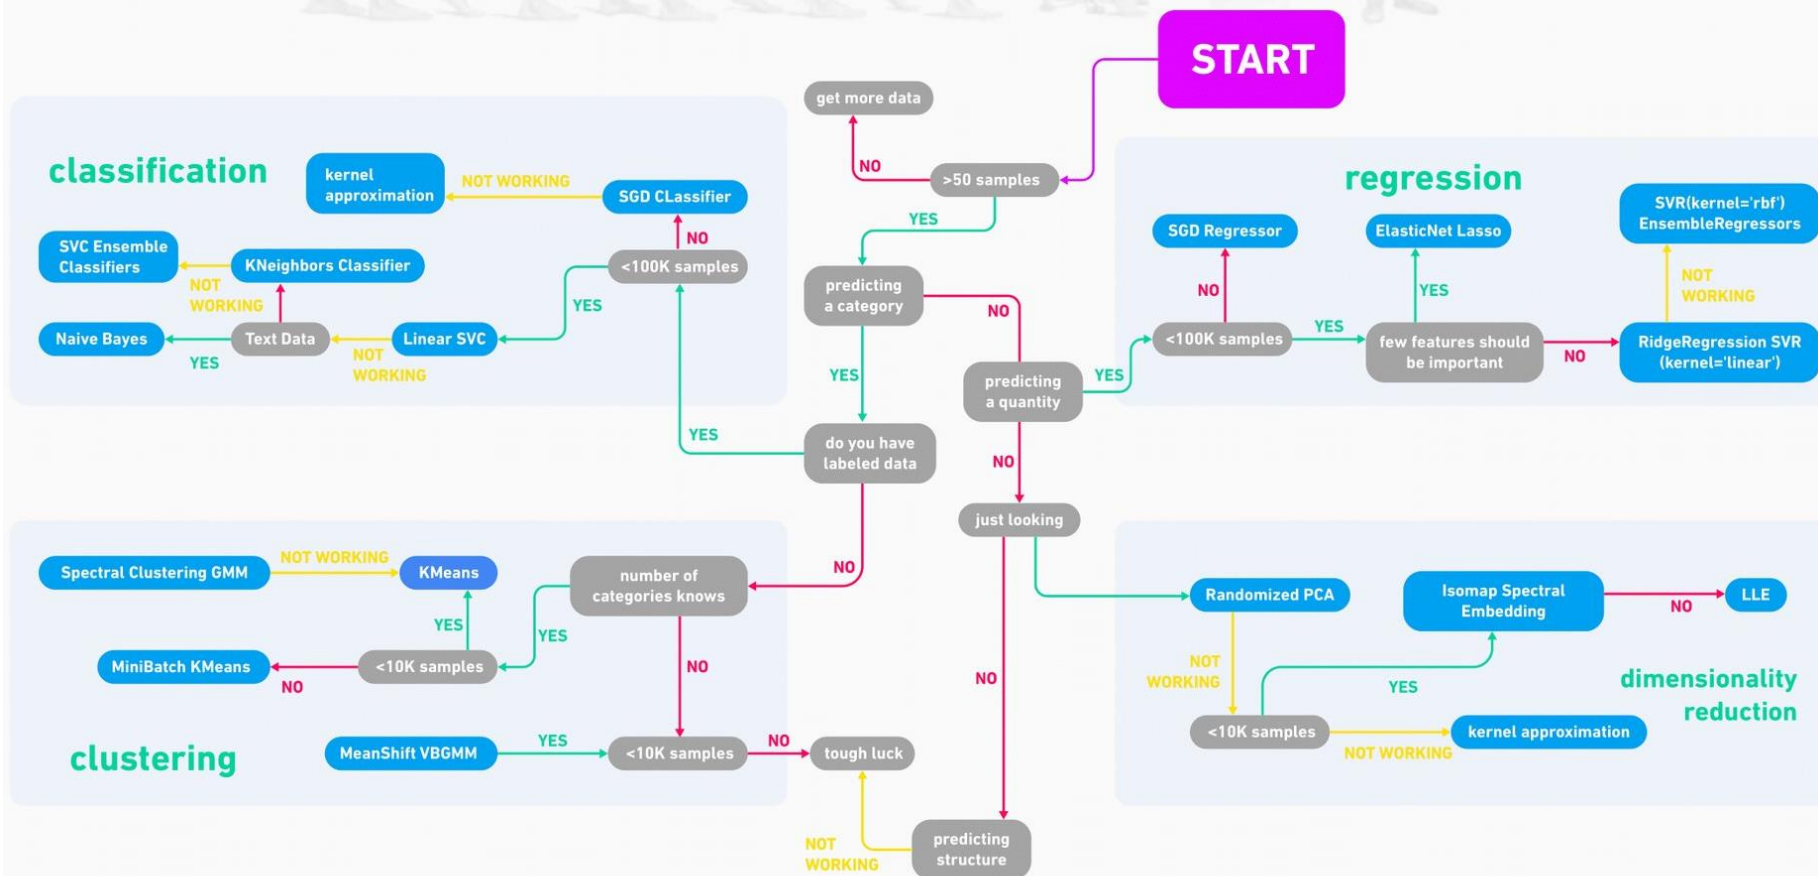 START
get more data
NO
>50 samples
YES
classification
kernel
approximation
NOT WORKING
SGD CLassifier
NO
SVC Ensemble
Classifiers
KNeighbors Classifier
<100K samples
NOT
WORKING
YES
Naive Bayes
Text Data
Linear SVC
YES
NOT
WORKING
predicting
a category
NO
YES
YES
do you have
labeled data
predicting
a quantity
YES
NO
regression
SVR(kernel='rbf')
EnsembleRegressors
SGD Regressor
ElasticNet Lasso
NOT
WORKING
NO
YES
<100K samples
YES
few features should
be important
NO
RidgeRegression SVR
(kernel='linear')
just looking
NO
Spectral Clustering GMM
NOT WORKING
KMeans
number of
categories knows
YES
YES
MiniBatch KMeans
NO
<10K samples
NO
clustering
MeanShift VBGMM
YES
<10K samples
NO
tough luck
NO
NOT
WORKING
predicting
structure
Randomized PCA
Isomap Spectral
Embedding
NO
LLE
NOT
WORKING
YES
dimensionality
reduction
<10K samples
NOT WORKING
kernel approximation